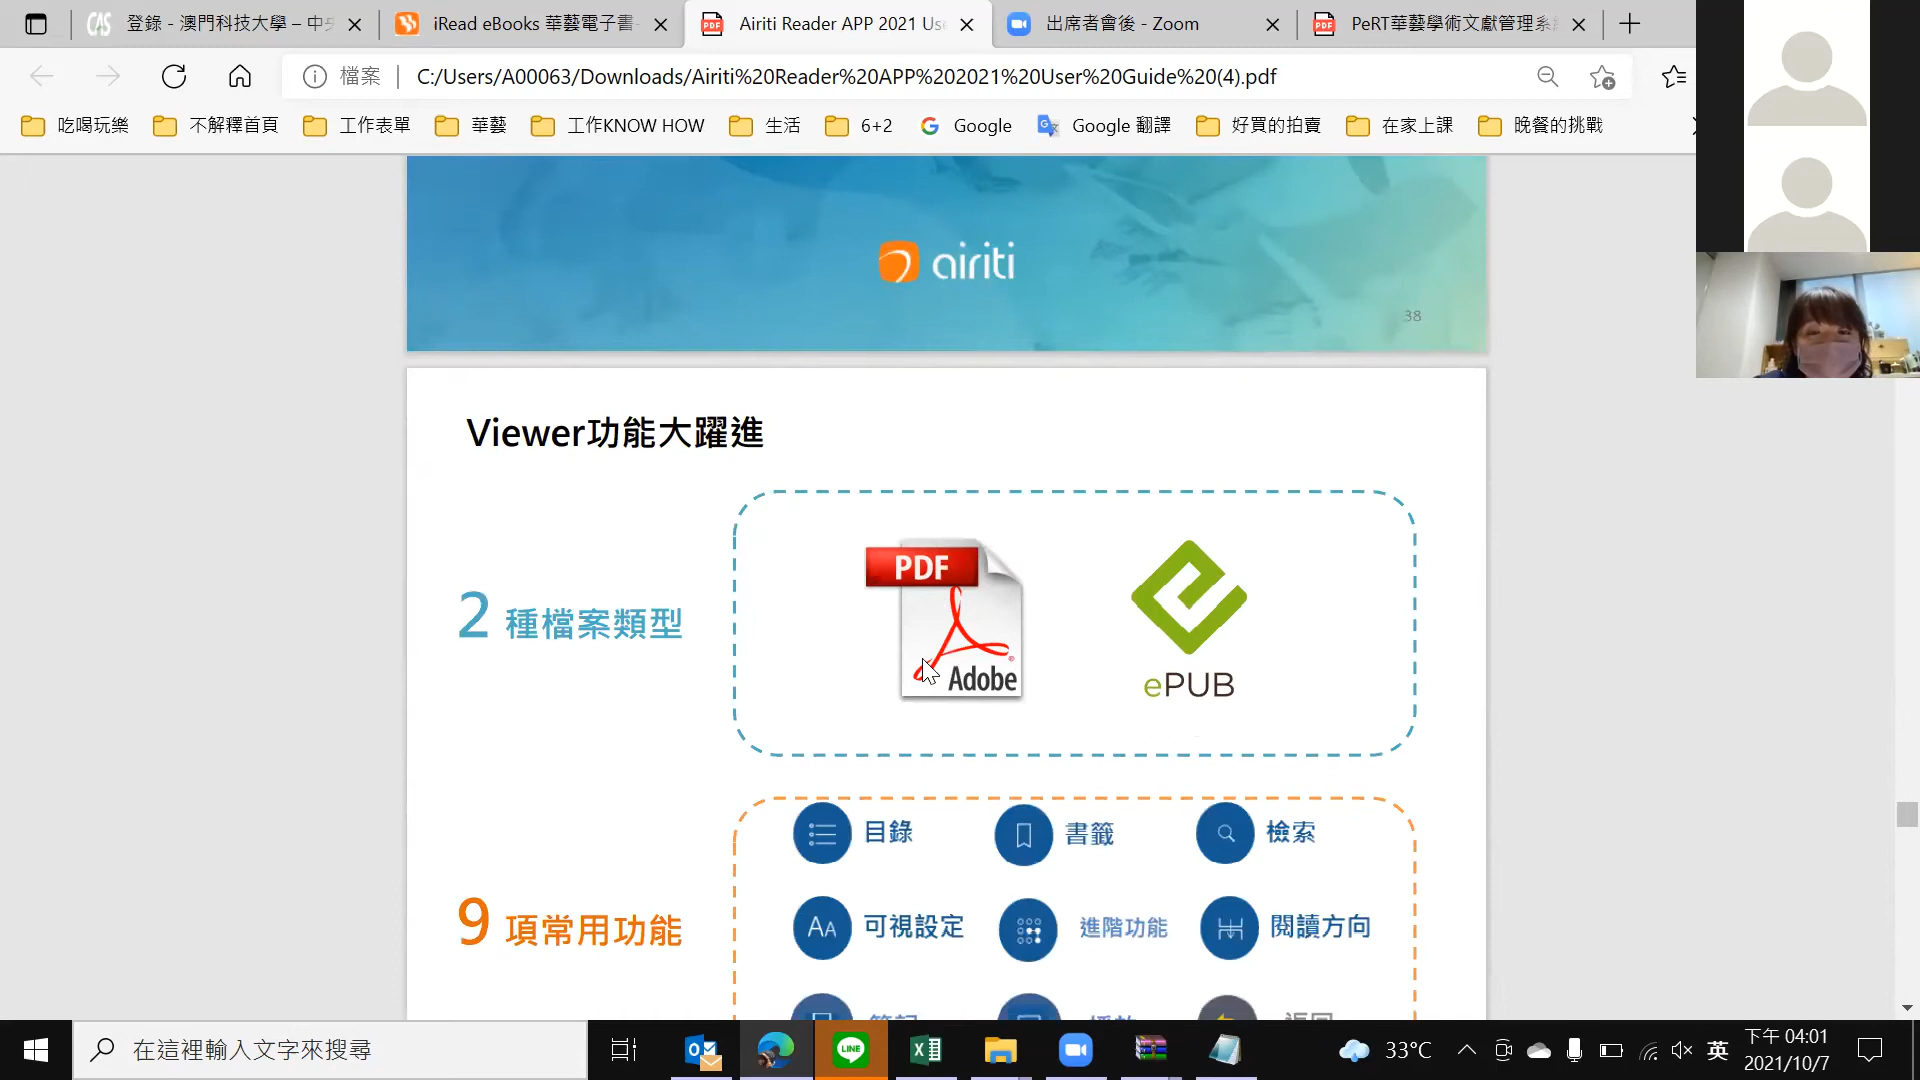 登錄 - 澳門科技大學 – 中央
iRead eBooks 華藝電子書
Airiti Reader APP 2021 Us
出席者會後 - Zoom
PeRT華藝學術文獻管理系
檔案
C:/Users/A00063/Downloads/Airiti%20Reader%20APP%202021%20User%20Guide%20(4).pdf
吃喝玩樂
不解釋首頁
工作表單
華藝
工作KNOW HOW
生活
6+2
Google
Google 翻譯
好買的拍賣
在家上課
晚餐的挑戰
airiti
38
Viewer功能大躍進
2 種檔案類型
PDF
Adobe
ePUB
9 項常用功能
目錄
書籤
檢索
可視設定
進階功能
閱讀方向
在這裡輸入文字來搜尋
LINE
33°C
英
下午 04:01
2021/10/7